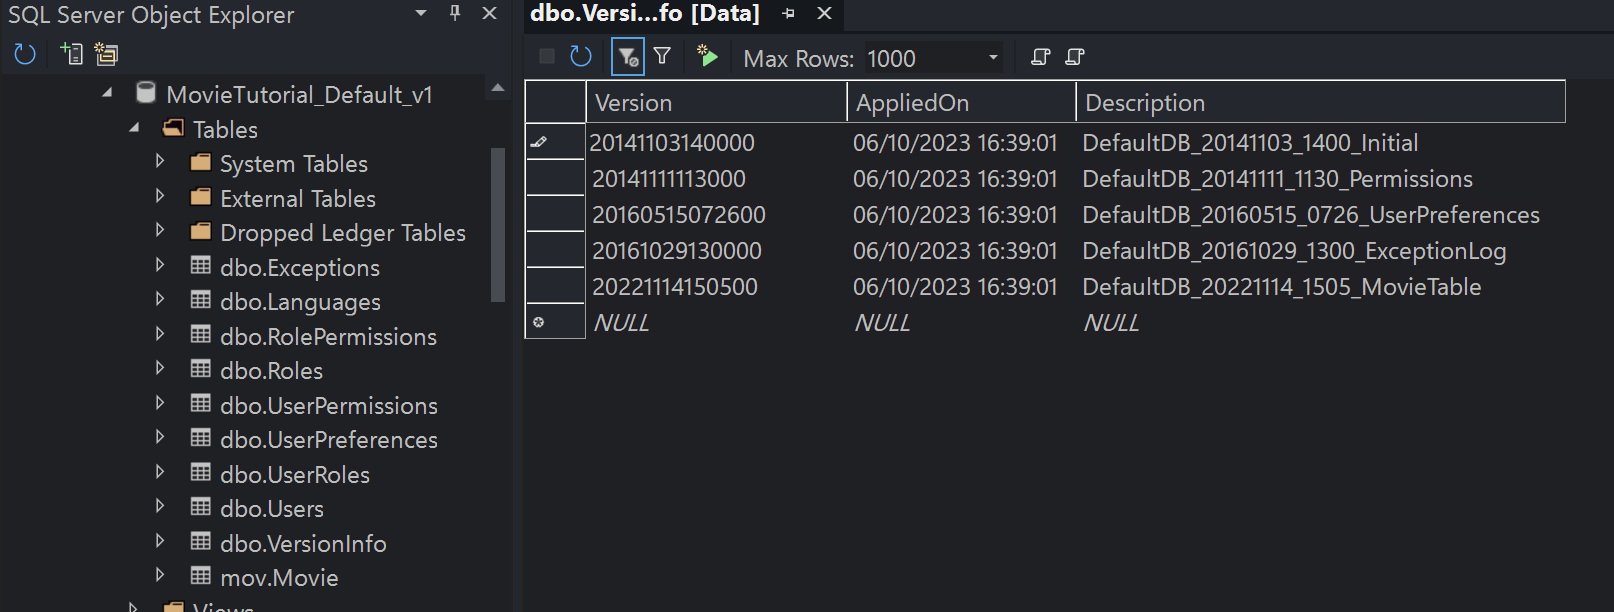 SQL Server Object Explorer
MovieTutorial_Default_v1
Tables
System Tables
External Tables
Dropped Ledger Tables
dbo.Exceptions
dbo.Languages
dbo.RolePermissions
dbo.Roles
dbo.UserPermissions
dbo.UserPreferences
dbo.UserRoles
dbo.Users
dbo.VersionInfo
mov.Movie
Views
dbo.Versi...fo [Data]
Max Rows: 1000
Version AppliedOn Description
20141103140000 06/10/2023 16:39:01 DefaultDB_20141103_1400_Initial
20141111113000 06/10/2023 16:39:01 DefaultDB_20141111_1130_Permissions
20160515072600 06/10/2023 16:39:01 DefaultDB_20160515_0726_UserPreferences
20161029130000 06/10/2023 16:39:01 DefaultDB_20161029_1300_ExceptionLog
20221114150500 06/10/2023 16:39:01 DefaultDB_20221114_1505_MovieTable
NULL NULL NULL